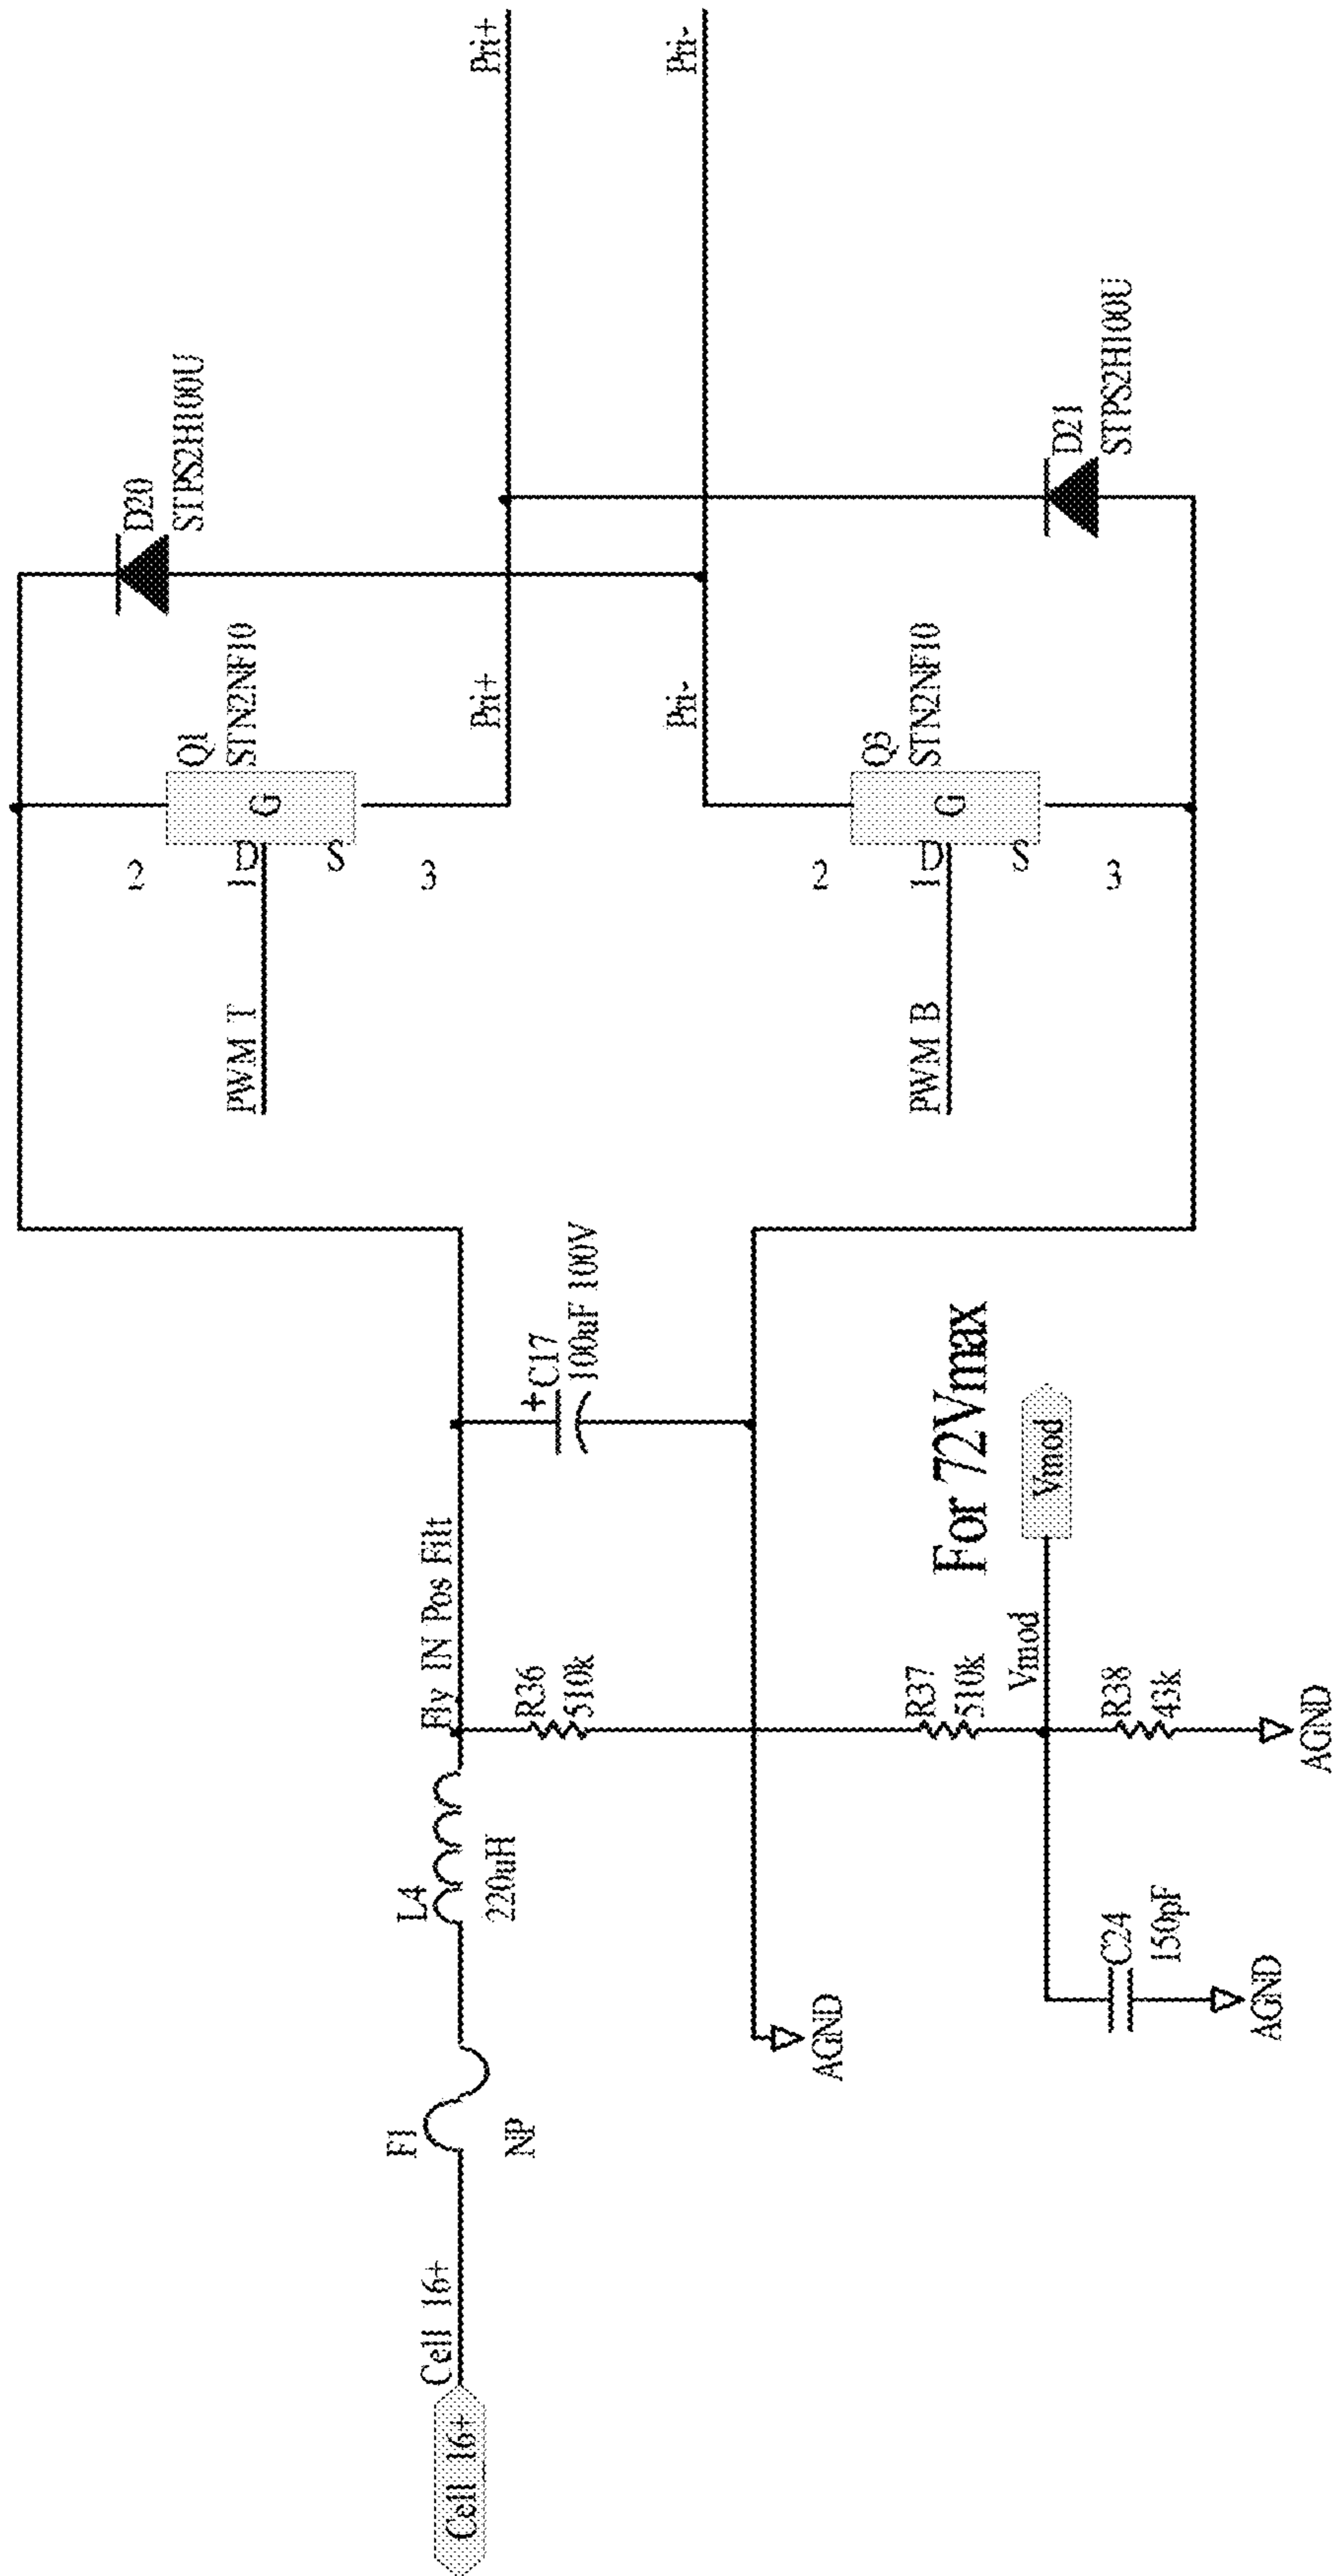 Cell_16+
Cell 16+
F1
NP
L4
220uH
Fly IN Pos Filt
R36
510k
+
C17
100uF 100V
AGND
PWM T
Q1
STN2NF10
2
D
1
G
S
3
D20
STPS2H100U
Pri+
Pri+
Pri-
Pri-
PWM B
Q3
STN2NF10
2
D
1
G
S
3
D21
STPS2H100U
For 72Vmax
R37
510k
Vmod
Vmod
R38
43k
AGND
C24
150pF
AGND